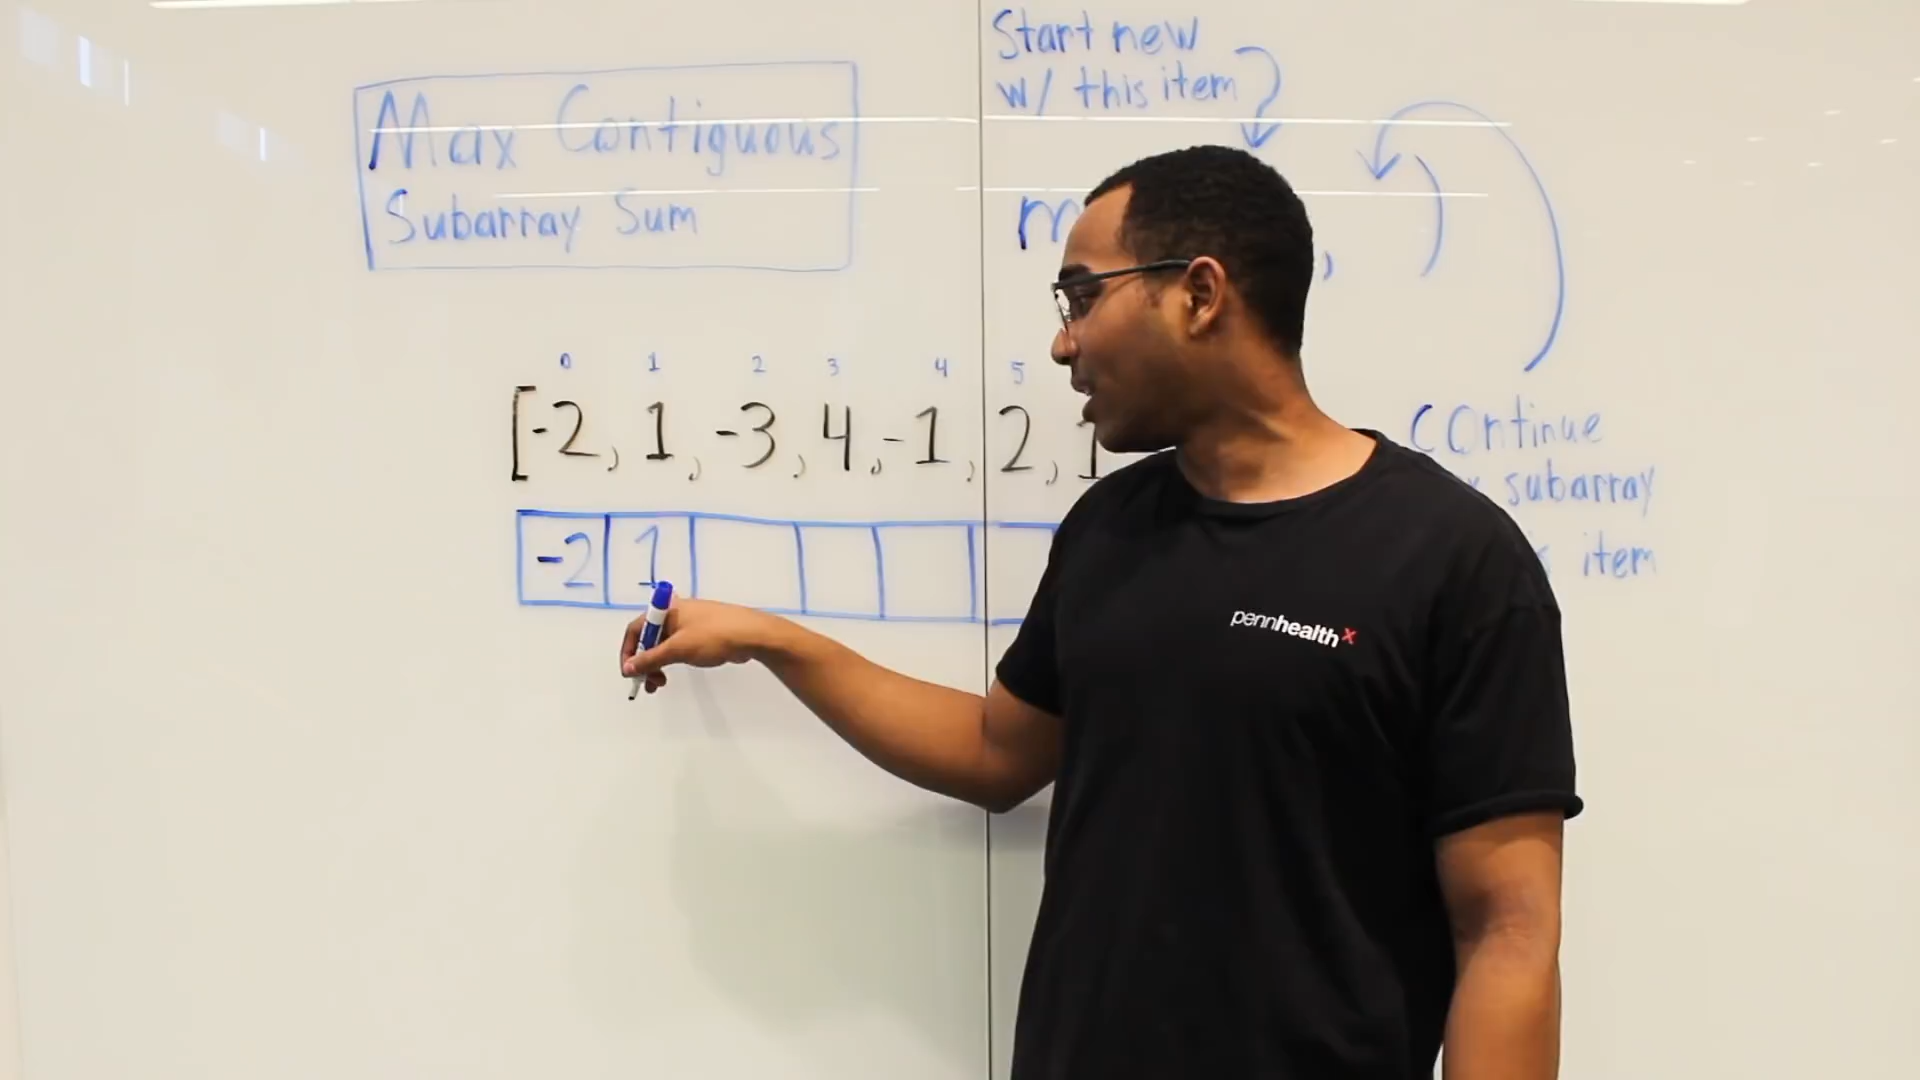 Start new
w/ this item
Max Contiguous
Subarray Sum
m
,
)
0 1 2 3 4 5
[-2, 1, -3, 4, -1, 2, 1
continue
subarray
item
-2 1
pennhealthx